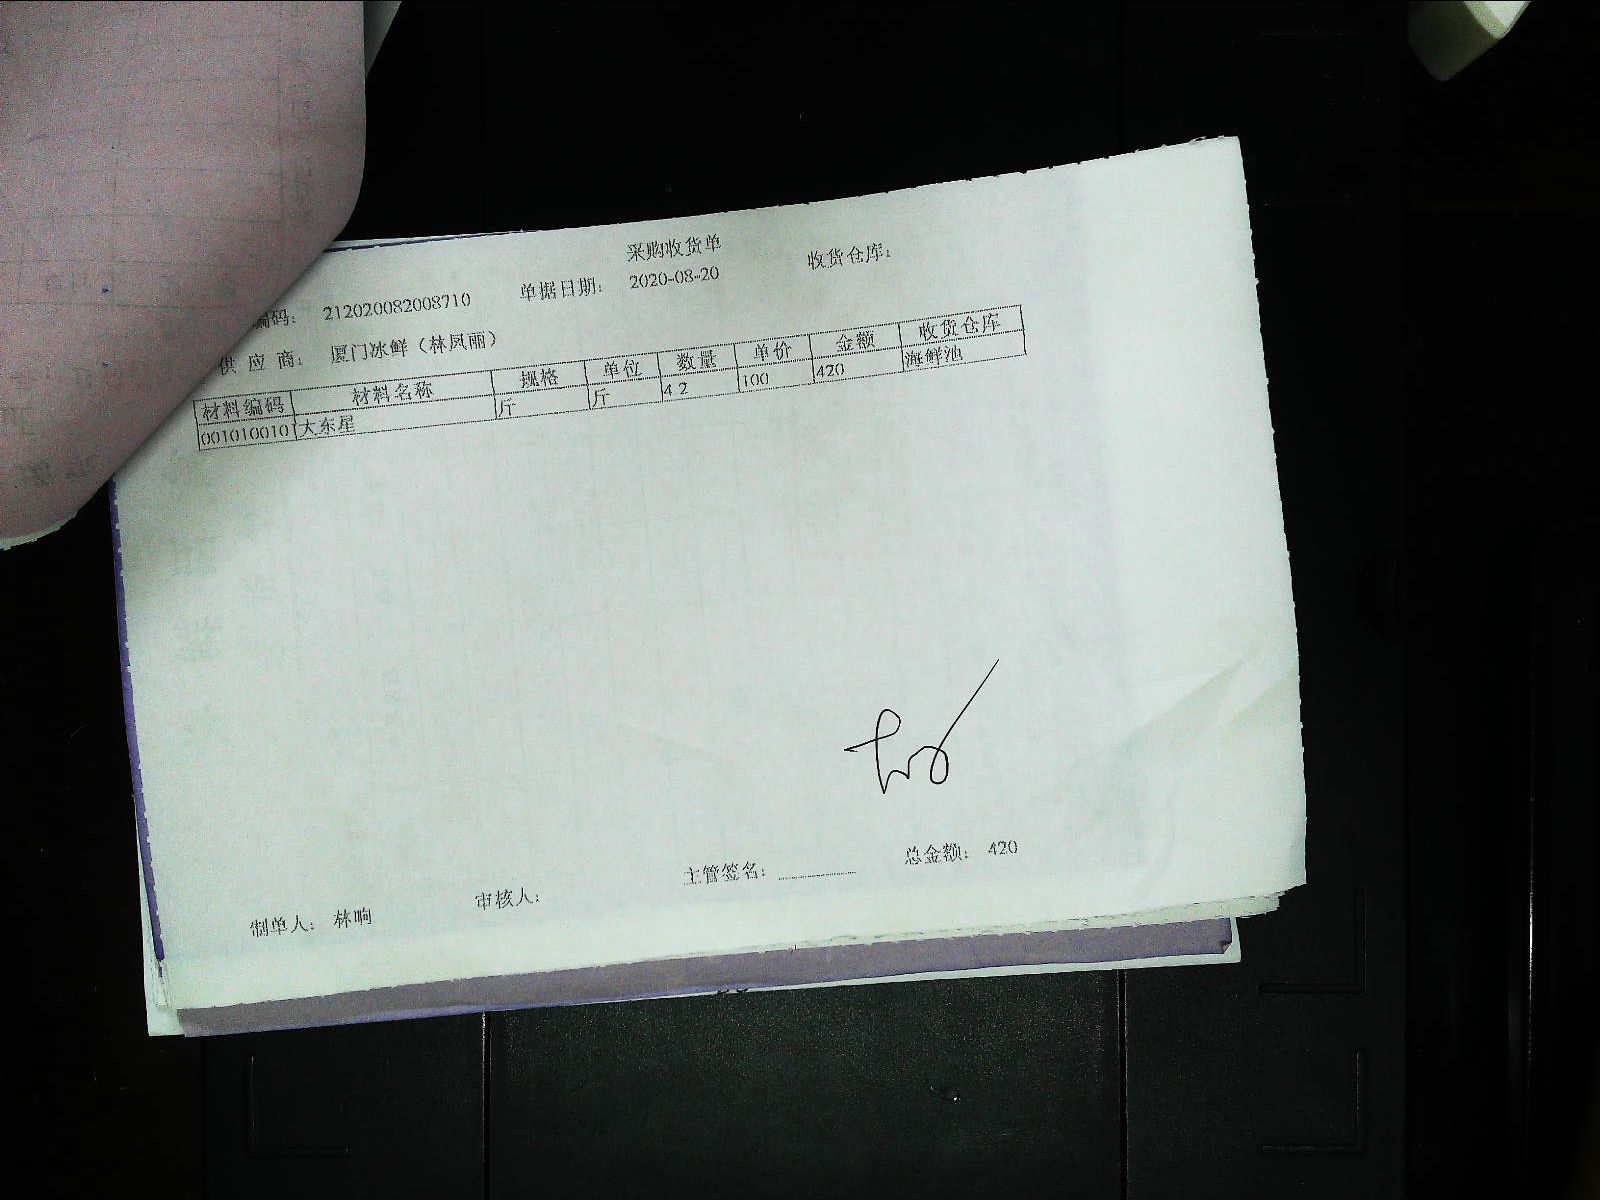 采购收货单
编码： 212020082008710 单据日期： 2020-08-20 收货仓库：
供 应 商： 厦门冰鲜（林凤丽）
材料编码 材料名称 规格 单位 数量 单价 金额 收货仓库
001010010 大东星 斤 斤 4.2 100 420 海鲜池
制单人： 林响 审核人： 主管签名： 总金额： 420